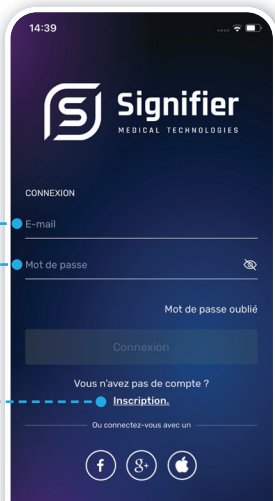 14:39
Signifier
MEDICAL TECHNOLOGIES
CONNEXION
E-mail
Mot de passe
Mot de passe oublié
Connexion
Vous n'avez pas de compte ?
Inscription.
Ou connectez-vous avec un
f
g+